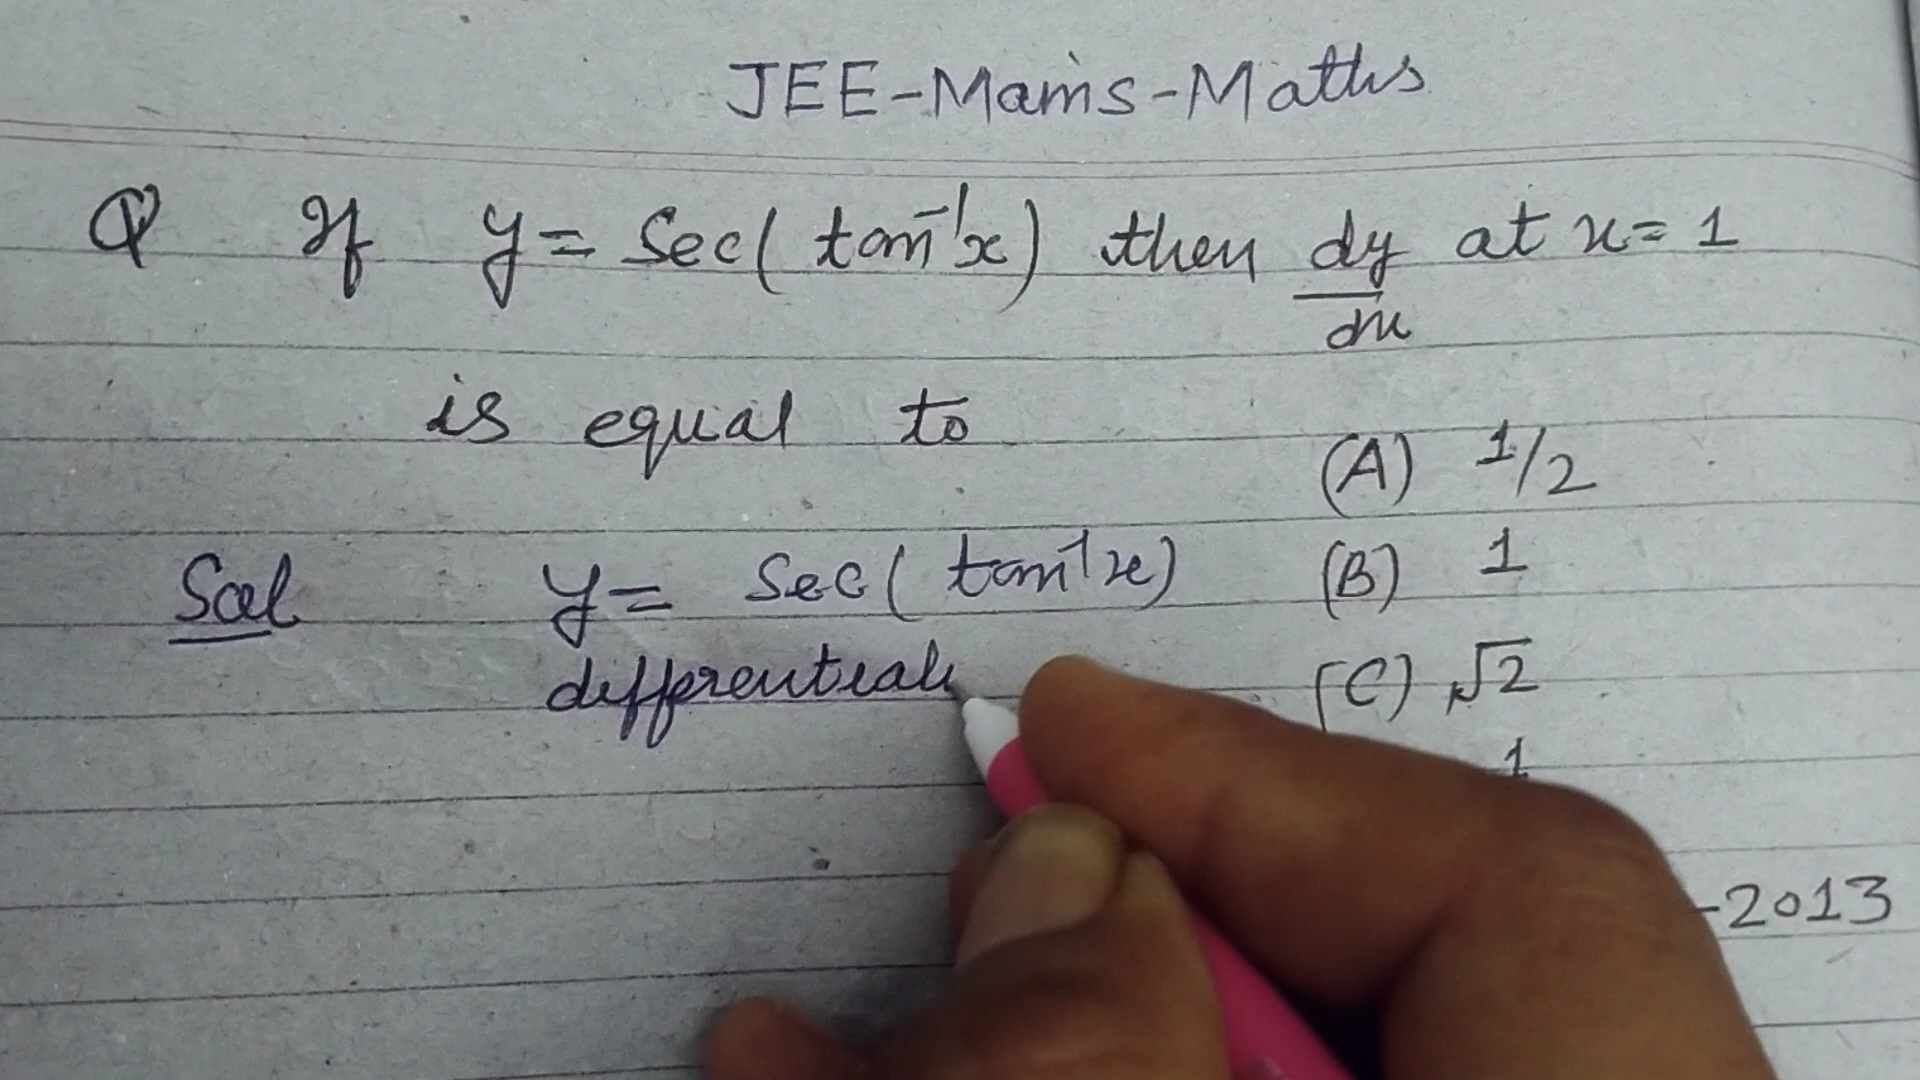 JEE-Mains-Maths
Q If y = Sec(tan⁻¹x) then dy/dx at x = 1
is equal to
(A) 1/2
Sol y = Sec(tan⁻¹x)
(B) 1
differentiate
(C) √2
1
-2013